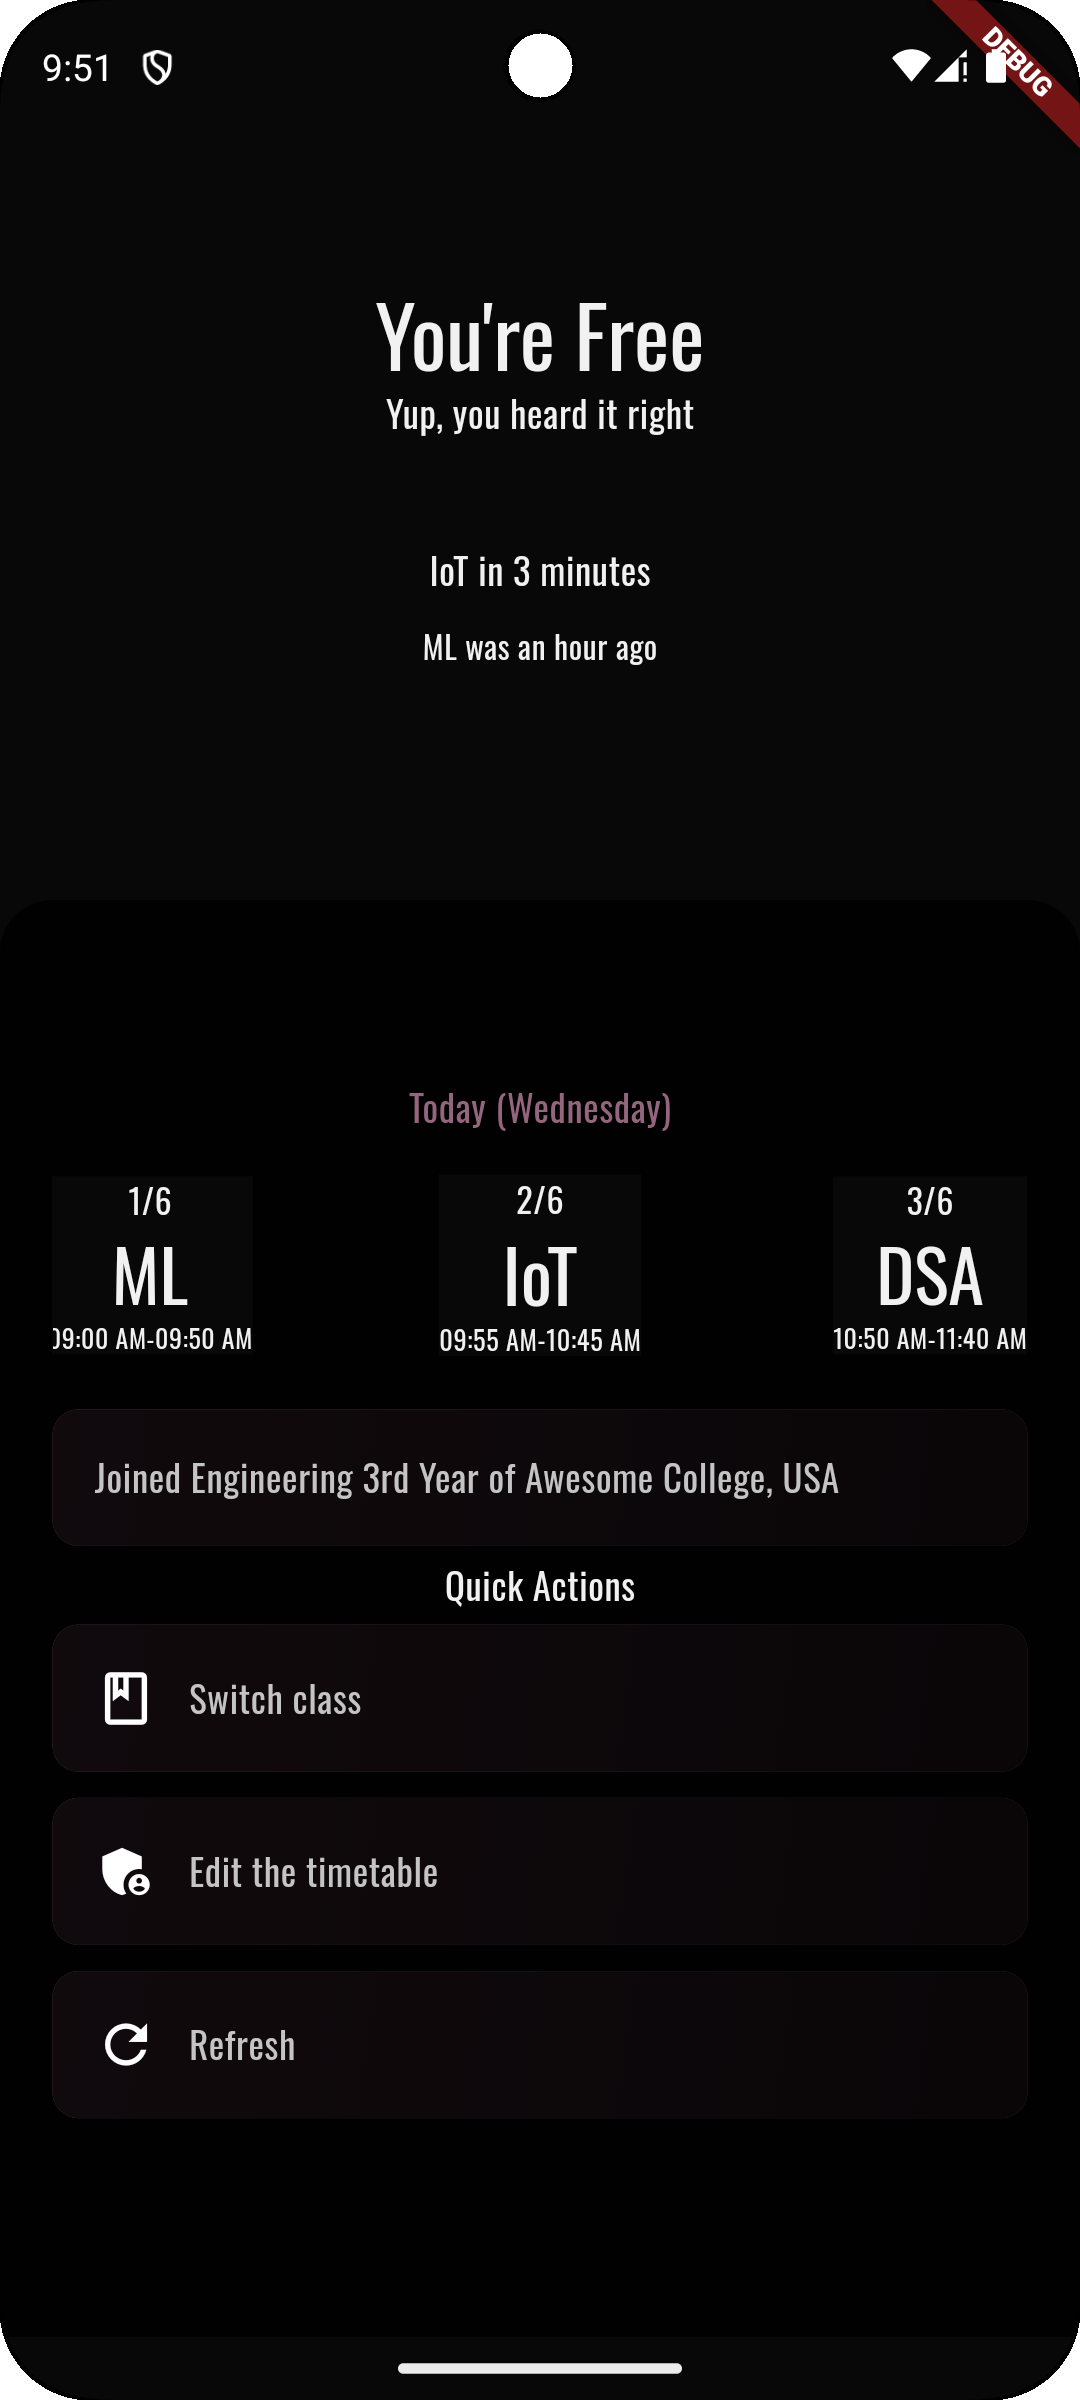 9:51
DEBUG
You're Free
Yup, you heard it right
IoT in 3 minutes
ML was an hour ago
Today (Wednesday)
1/6
ML
09:00 AM-09:50 AM
2/6
IoT
09:55 AM-10:45 AM
3/6
DSA
10:50 AM-11:40 AM
Joined Engineering 3rd Year of Awesome College, USA
Quick Actions
Switch class
Edit the timetable
Refresh